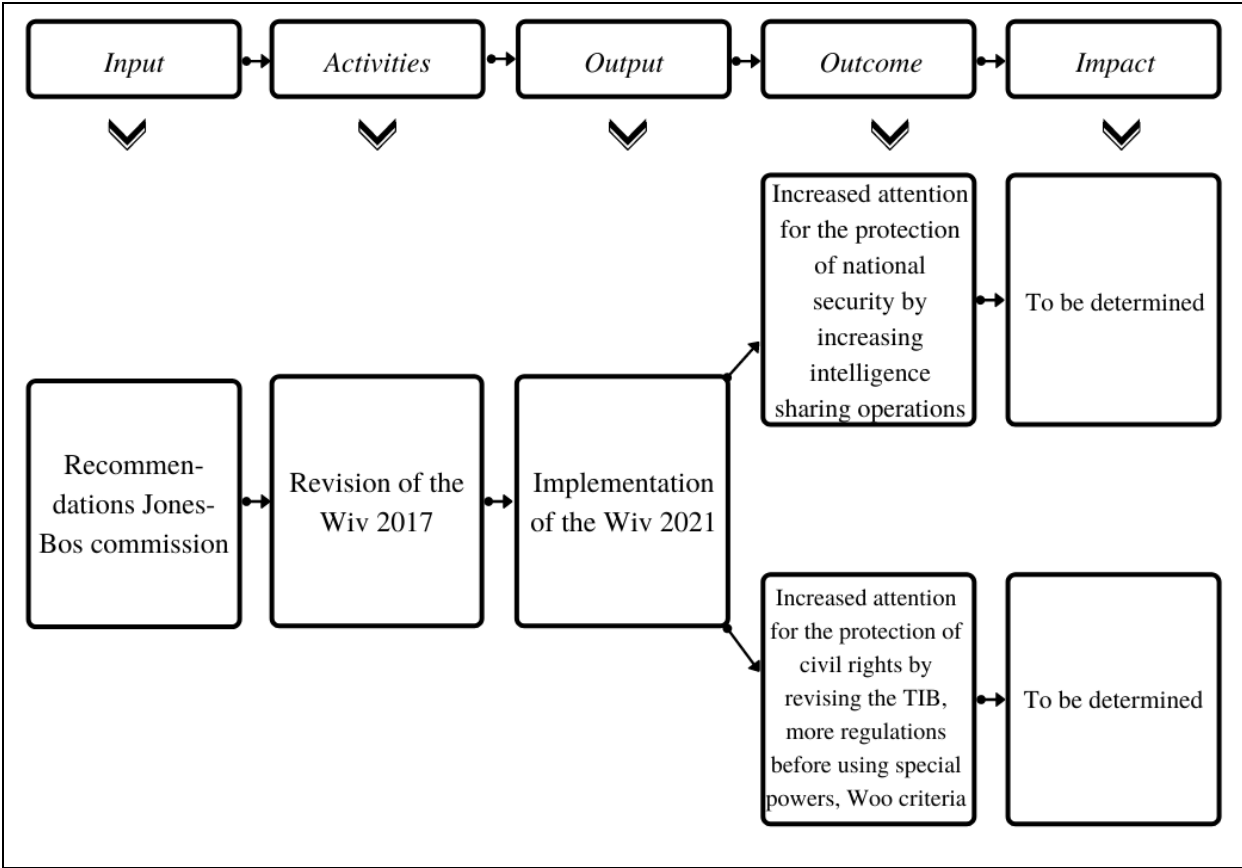 Input
Activities
Output
Outcome
Impact
Recommen-
dations Jones-
Bos commission
Revision of the
Wiv 2017
Implementation
of the Wiv 2021
Increased attention
for the protection
of national
security by
increasing
intelligence
sharing operations
To be determined
Increased attention
for the protection of
civil rights by
revising the TIB,
more regulations
before using special
powers, Woo criteria
To be determined